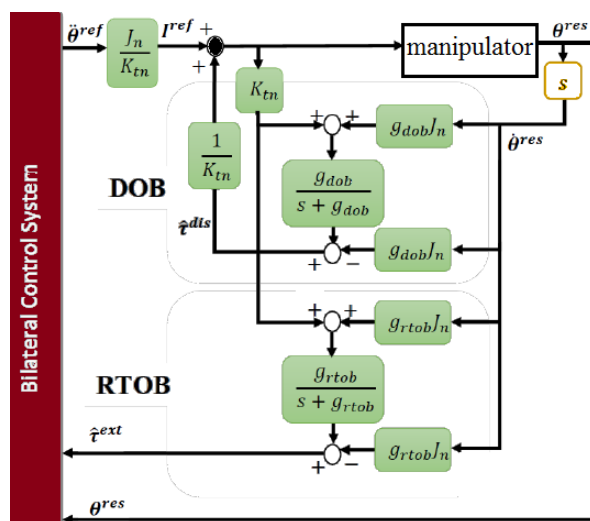 Bilateral Control System
θ̈^ref
J_n
K_tn
I^ref
+
+
manipulator
θ^res
s
K_tn
θ̇^res
1
K_tn
+
+
g_dob J_n
DOB
g_dob
s + g_dob
τ̂^dis
+
−
g_dob J_n
+
+
g_rtob J_n
RTOB
g_rtob
s + g_rtob
τ̂^ext
+
−
g_rtob J_n
θ^res